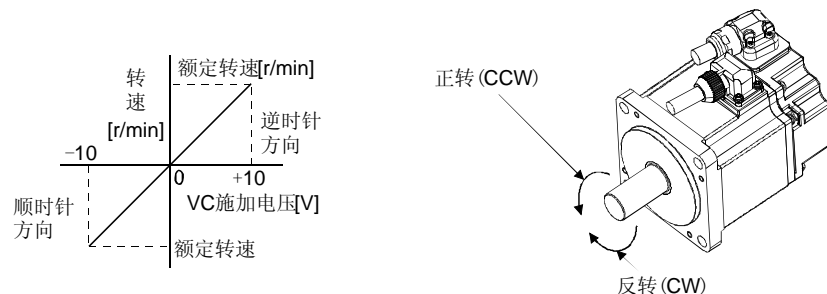 转
速
[r/min]
额定转速[r/min]
逆时针
方向
−10
0
+10
VC施加电压[V]
顺时针
方向
额定转速
正转(CCW)
反转(CW)